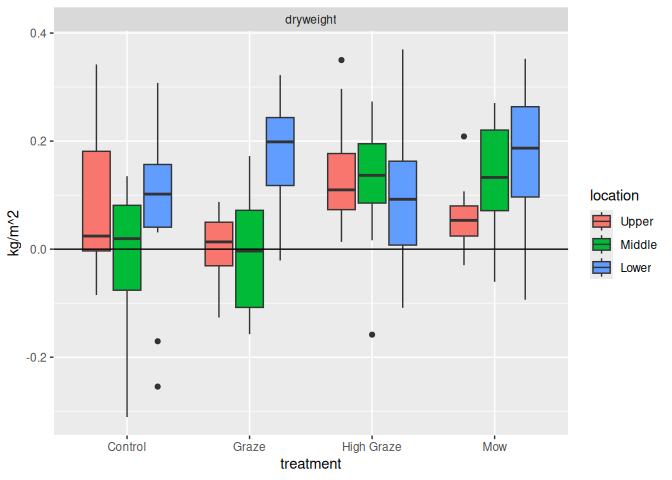 dryweight
0.4
0.2
0.0
-0.2
kg/m^2
Control Graze High Graze Mow
treatment
location
Upper
Middle
Lower